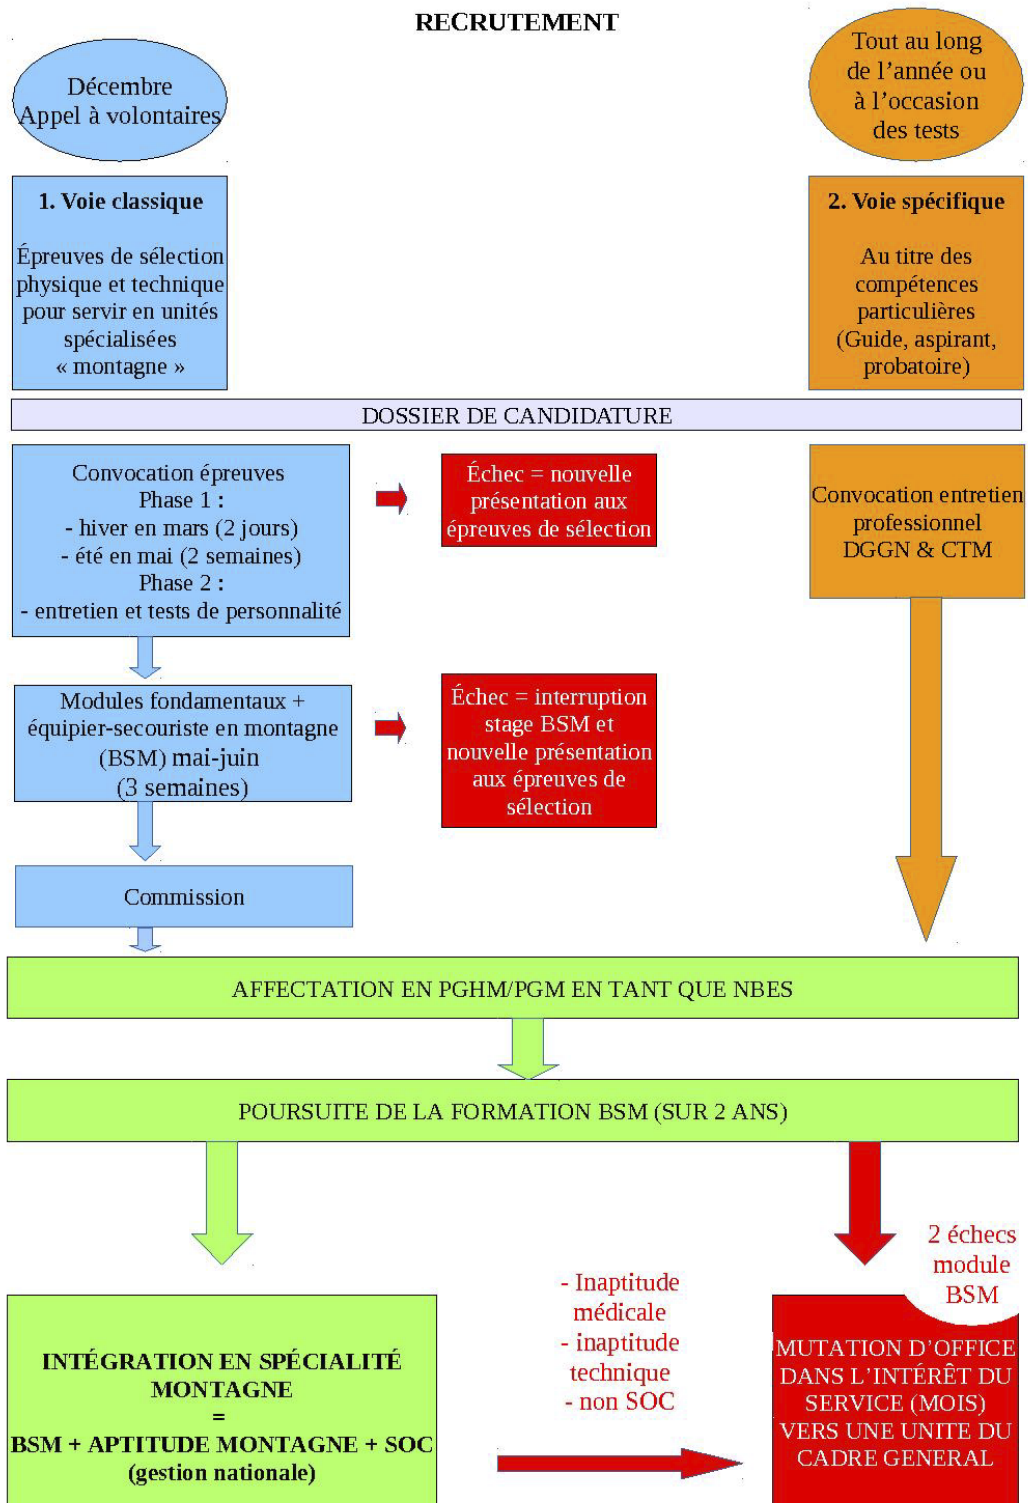 RECRUTEMENT
Décembre
Appel à volontaires
Tout au long
de l’année ou
à l’occasion
des tests
1. Voie classique
Épreuves de sélection
physique et technique
pour servir en unités
spécialisées
« montagne »
2. Voie spécifique
Au titre des
compétences
particulières
(Guide, aspirant,
probatoire)
DOSSIER DE CANDIDATURE
Convocation épreuves
Phase 1 :
- hiver en mars (2 jours)
- été en mai (2 semaines)
Phase 2 :
- entretien et tests de personnalité
Échec = nouvelle
présentation aux
épreuves de sélection
Convocation entretien
professionnel
DGGN & CTM
Modules fondamentaux +
équipier-secouriste en montagne
(BSM) mai-juin
(3 semaines)
Échec = interruption
stage BSM et
nouvelle présentation
aux épreuves de
sélection
Commission
AFFECTATION EN PGHM/PGM EN TANT QUE NBES
POURSUITE DE LA FORMATION BSM (SUR 2 ANS)
2 échecs
module
BSM
- Inaptitude
médicale
- inaptitude
technique
- non SOC
INTÉGRATION EN SPÉCIALITÉ
MONTAGNE
=
BSM + APTITUDE MONTAGNE + SOC
(gestion nationale)
MUTATION D’OFFICE
DANS L’INTÉRÊT DU
SERVICE (MOIS)
VERS UNE UNITE DU
CADRE GENERAL